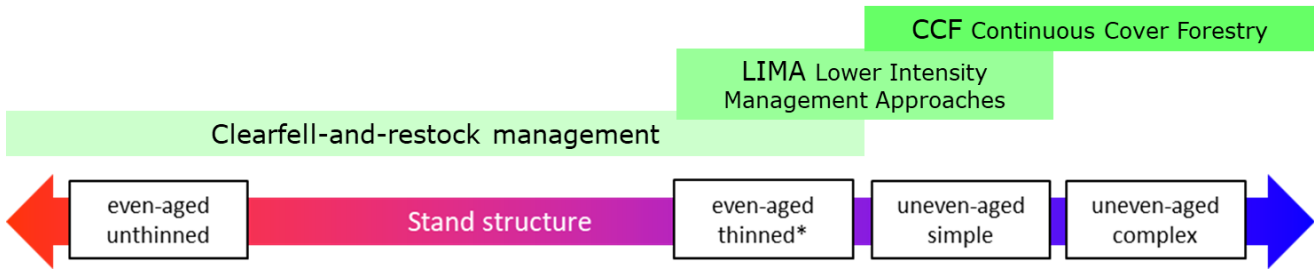 CCF Continuous Cover Forestry
LIMA Lower Intensity
Management Approaches
Clearfell-and-restock management
even-aged
unthinned
Stand structure
even-aged
thinned*
uneven-aged
simple
uneven-aged
complex